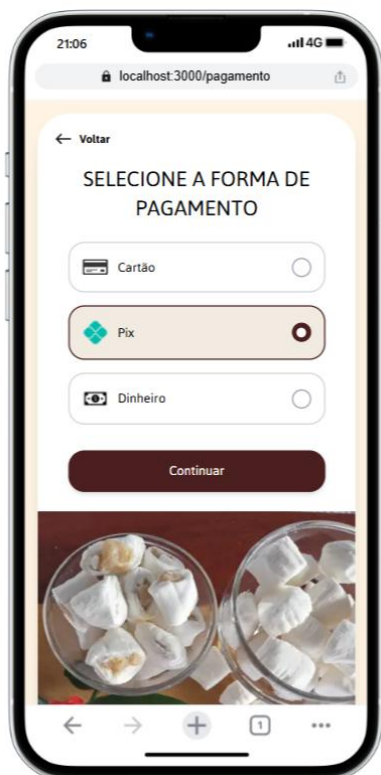 21:06
4G
localhost:3000/pagamento
Voltar
SELECIONE A FORMA DE
PAGAMENTO
Cartão
Pix
Dinheiro
Continuar
1